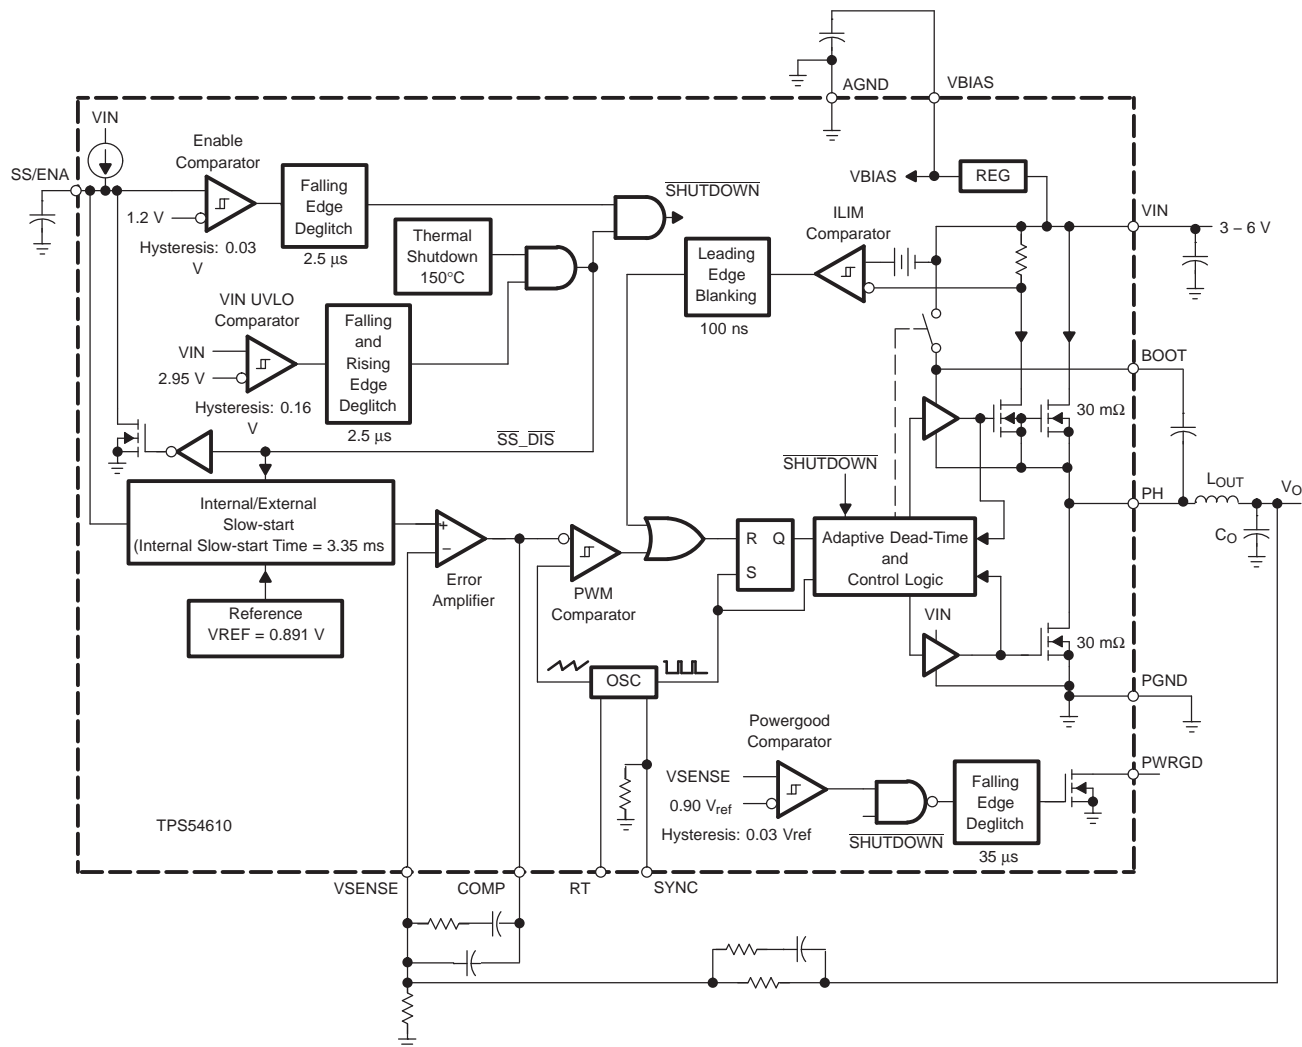 AGND
VBIAS
VIN
Enable
Comparator
SS/ENA
1.2 V
Hysteresis: 0.03
V
Falling
Edge
Deglitch
2.5 μs
Thermal
Shutdown
150°C
SHUTDOWN
VBIAS
REG
ILIM
Comparator
Leading
Edge
Blanking
100 ns
VIN
3 – 6 V
VIN UVLO
Comparator
VIN
2.95 V
Hysteresis: 0.16
V
Falling
and
Rising
Edge
Deglitch
2.5 μs
SS_DIS
BOOT
30 mΩ
SHUTDOWN
PH
LOUT
VO
CO
Internal/External
Slow-start
(Internal Slow-start Time = 3.35 ms
Reference
VREF = 0.891 V
+
−
Error
Amplifier
PWM
Comparator
R Q
S
Adaptive Dead-Time
and
Control Logic
VIN
30 mΩ
OSC
PGND
Powergood
Comparator
VSENSE
0.90 Vref
Hysteresis: 0.03 Vref
SHUTDOWN
Falling
Edge
Deglitch
35 μs
PWRGD
TPS54610
VSENSE
COMP
RT
SYNC